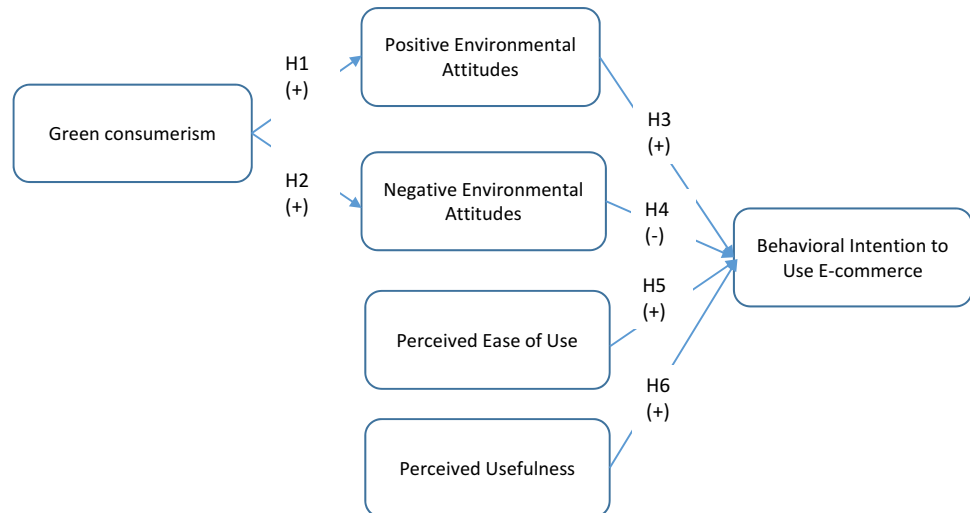 Green consumerism
H1
(+)
H2
(+)
Positive Environmental
Attitudes
Negative Environmental
Attitudes
Perceived Ease of Use
Perceived Usefulness
H3
(+)
H4
(-)
H5
(+)
H6
(+)
Behavioral Intention to
Use E-commerce